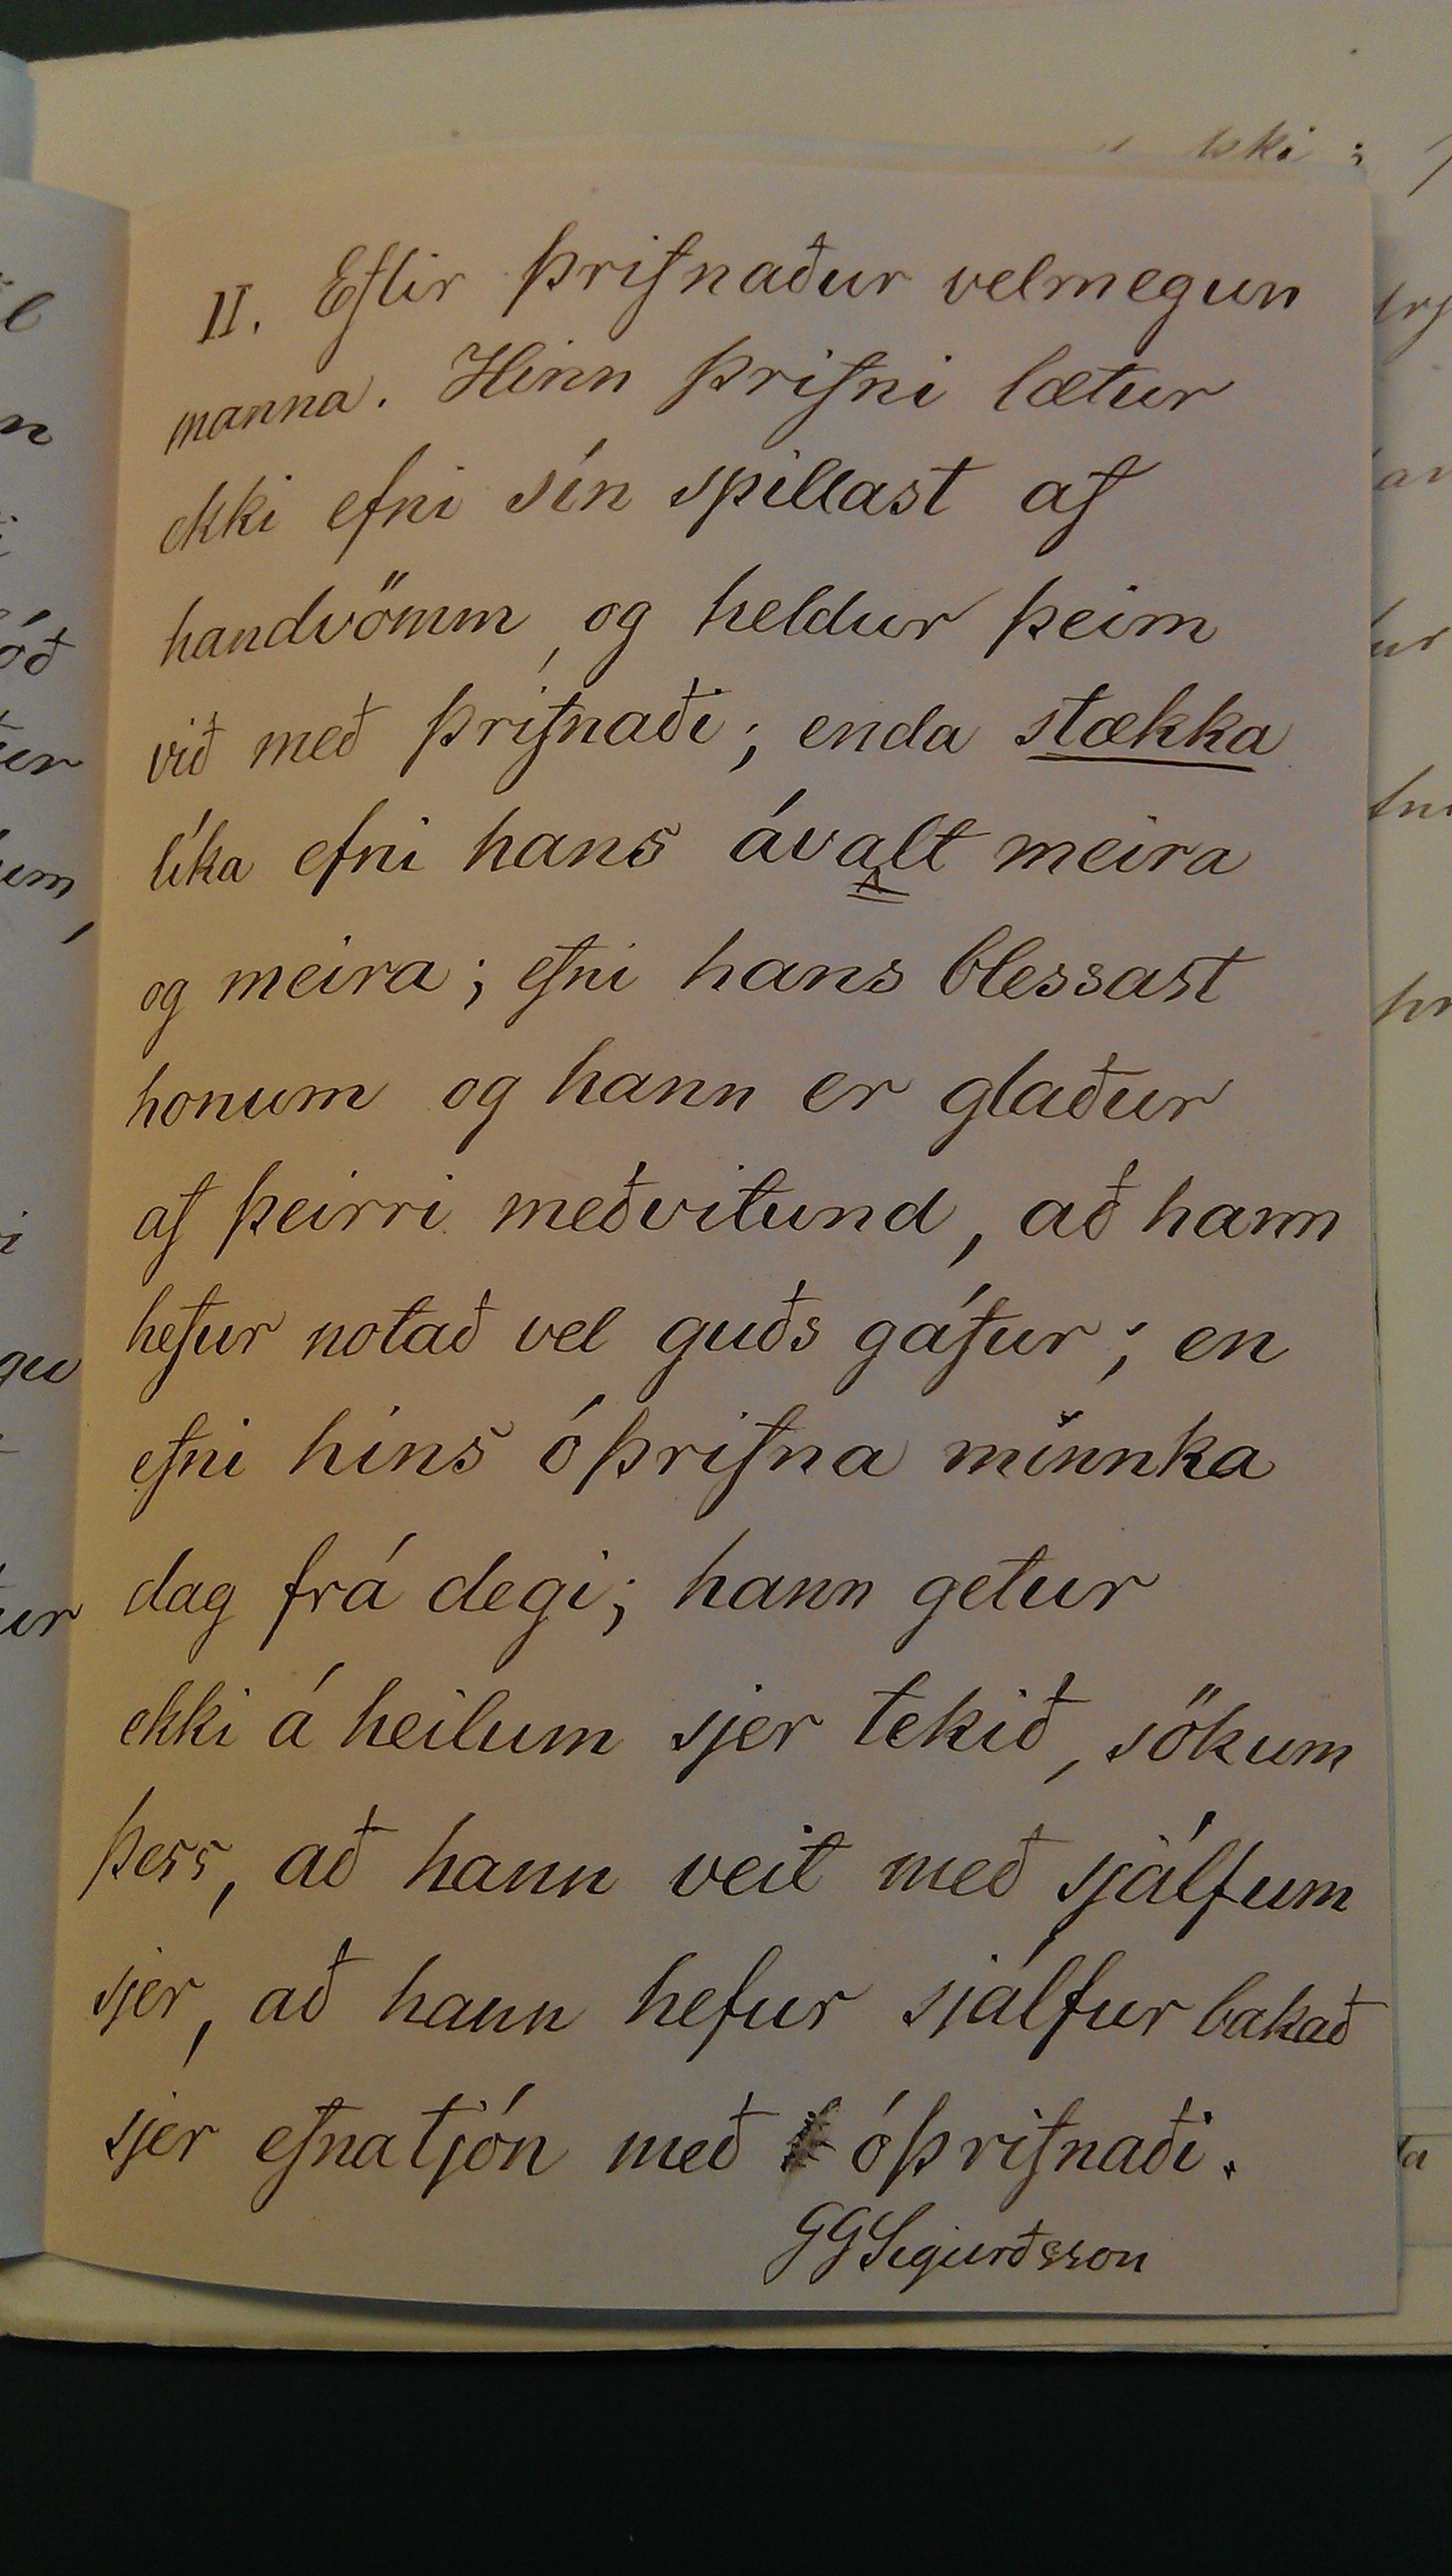 II. Eflir þrifnaður velmegun
manna. Hinn þrifni lætur
ekki efni sín spillast af
handvömm, og heldur þeim
við með þrifnaði; enda stækka
líka efni hans ávalt meira
og meira; efni hans blessast
honum og hann er glaður
af þeirri meðvitund, að hann
hefur notað vel guðs gáfur; en
efni hins óþrifna minnka
dag frá degi; hann getur
ekki á heilum sjer tekið, sökum
þess, að hann veit með sjálfum
sjer, að hann hefur sjálfur bakað
sjer efnatjón með óþrifnaði.
GGSigurðsson